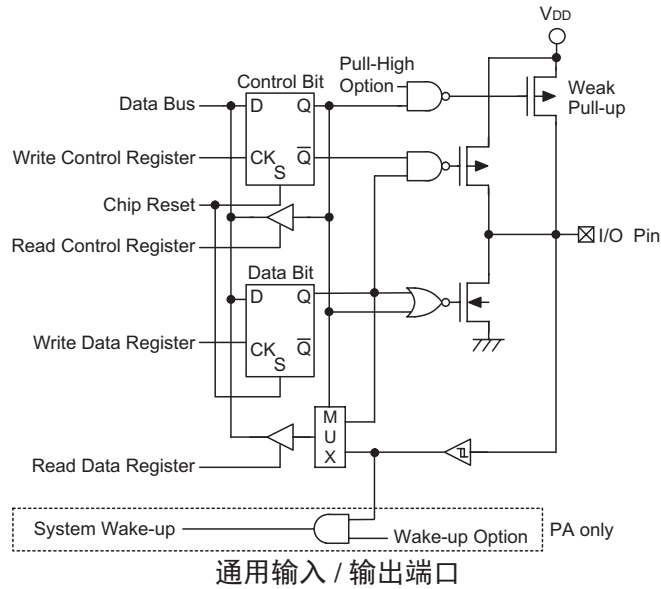 VDD
Pull-High
Option
Control Bit
Weak
Pull-up
Data Bus
D
Q
Write Control Register
CK
Q
S
Chip Reset
Read Control Register
I/O Pin
Data Bit
D
Q
Write Data Register
CK
Q
S
M
U
X
Read Data Register
System Wake-up
Wake-up Option
PA only
通用输入 / 输出端口